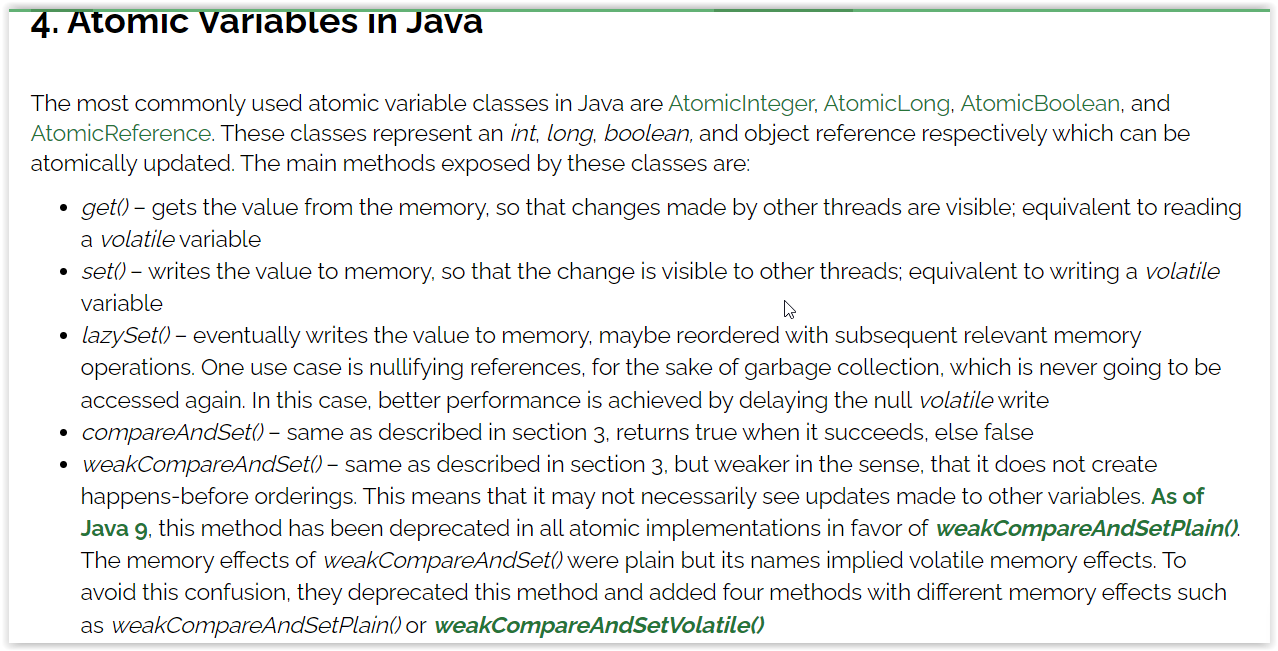 4. Atomic Variables in Java
The most commonly used atomic variable classes in Java are AtomicInteger, AtomicLong, AtomicBoolean, and
AtomicReference. These classes represent an int, long, boolean, and object reference respectively which can be
atomically updated. The main methods exposed by these classes are:
• get() – gets the value from the memory, so that changes made by other threads are visible; equivalent to reading
a volatile variable
• set() – writes the value to memory, so that the change is visible to other threads; equivalent to writing a volatile
variable
• lazySet() – eventually writes the value to memory, maybe reordered with subsequent relevant memory
operations. One use case is nullifying references, for the sake of garbage collection, which is never going to be
accessed again. In this case, better performance is achieved by delaying the null volatile write
• compareAndSet() – same as described in section 3, returns true when it succeeds, else false
• weakCompareAndSet() – same as described in section 3, but weaker in the sense, that it does not create
happens-before orderings. This means that it may not necessarily see updates made to other variables. As of
Java 9, this method has been deprecated in all atomic implementations in favor of weakCompareAndSetPlain().
The memory effects of weakCompareAndSet() were plain but its names implied volatile memory effects. To
avoid this confusion, they deprecated this method and added four methods with different memory effects such
as weakCompareAndSetPlain() or weakCompareAndSetVolatile()